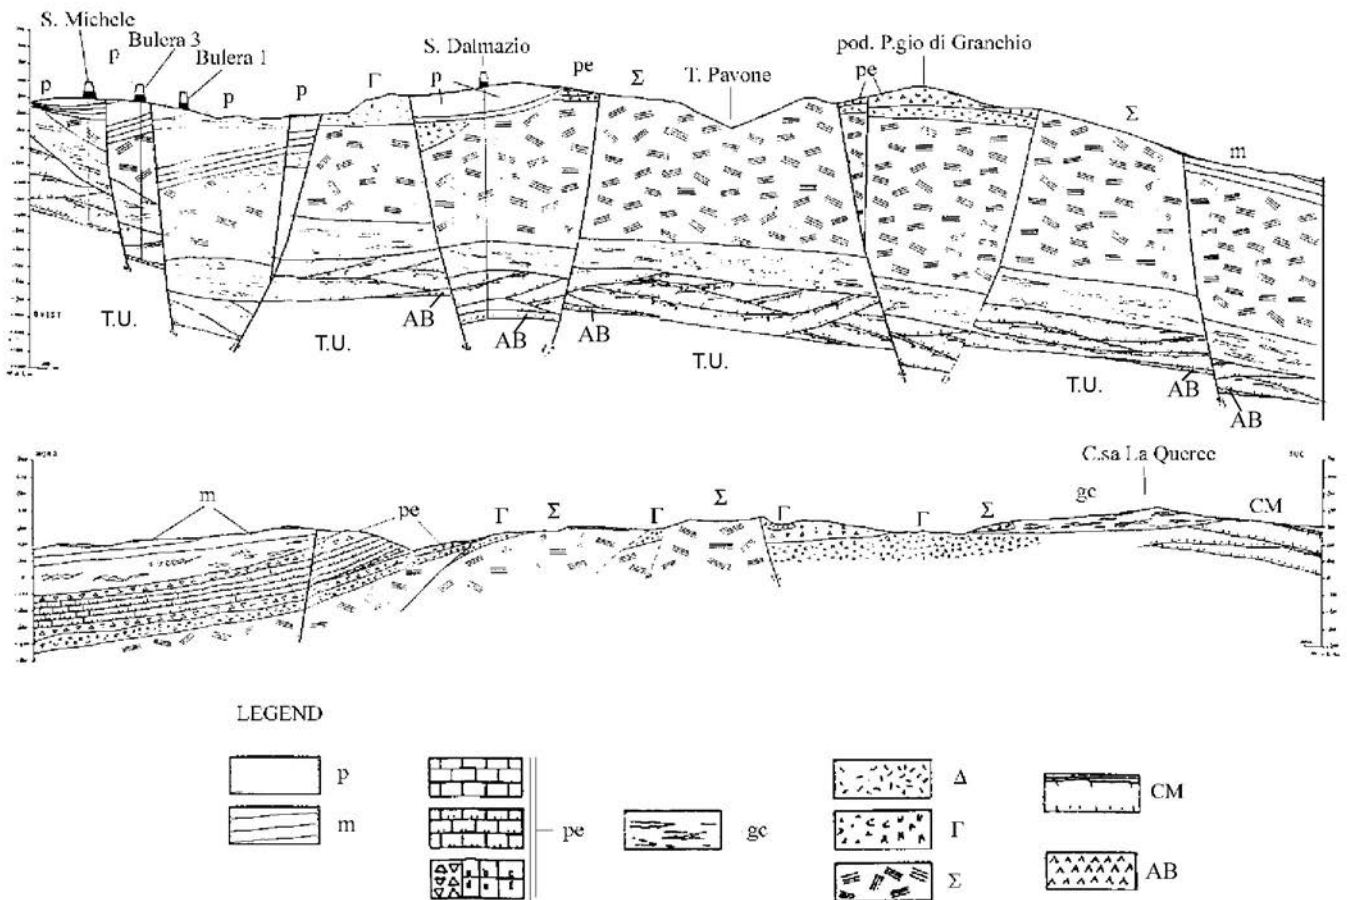 S. Michele
Bulera 3
Bulera 1
S. Dalmazio
pod. P.gio di Granchio
T. Pavone
p
p
p
p
Γ
p
pe
Σ
pe
Σ
m
T.U.
T.U.
AB
AB
AB
T.U.
T.U.
AB
AB
C.sa La Querce
m
pe
Γ
Σ
Γ
Σ
Γ
Γ
Σ
gc
CM
LEGEND
p
m
pe
gc
Δ
Γ
Σ
CM
AB